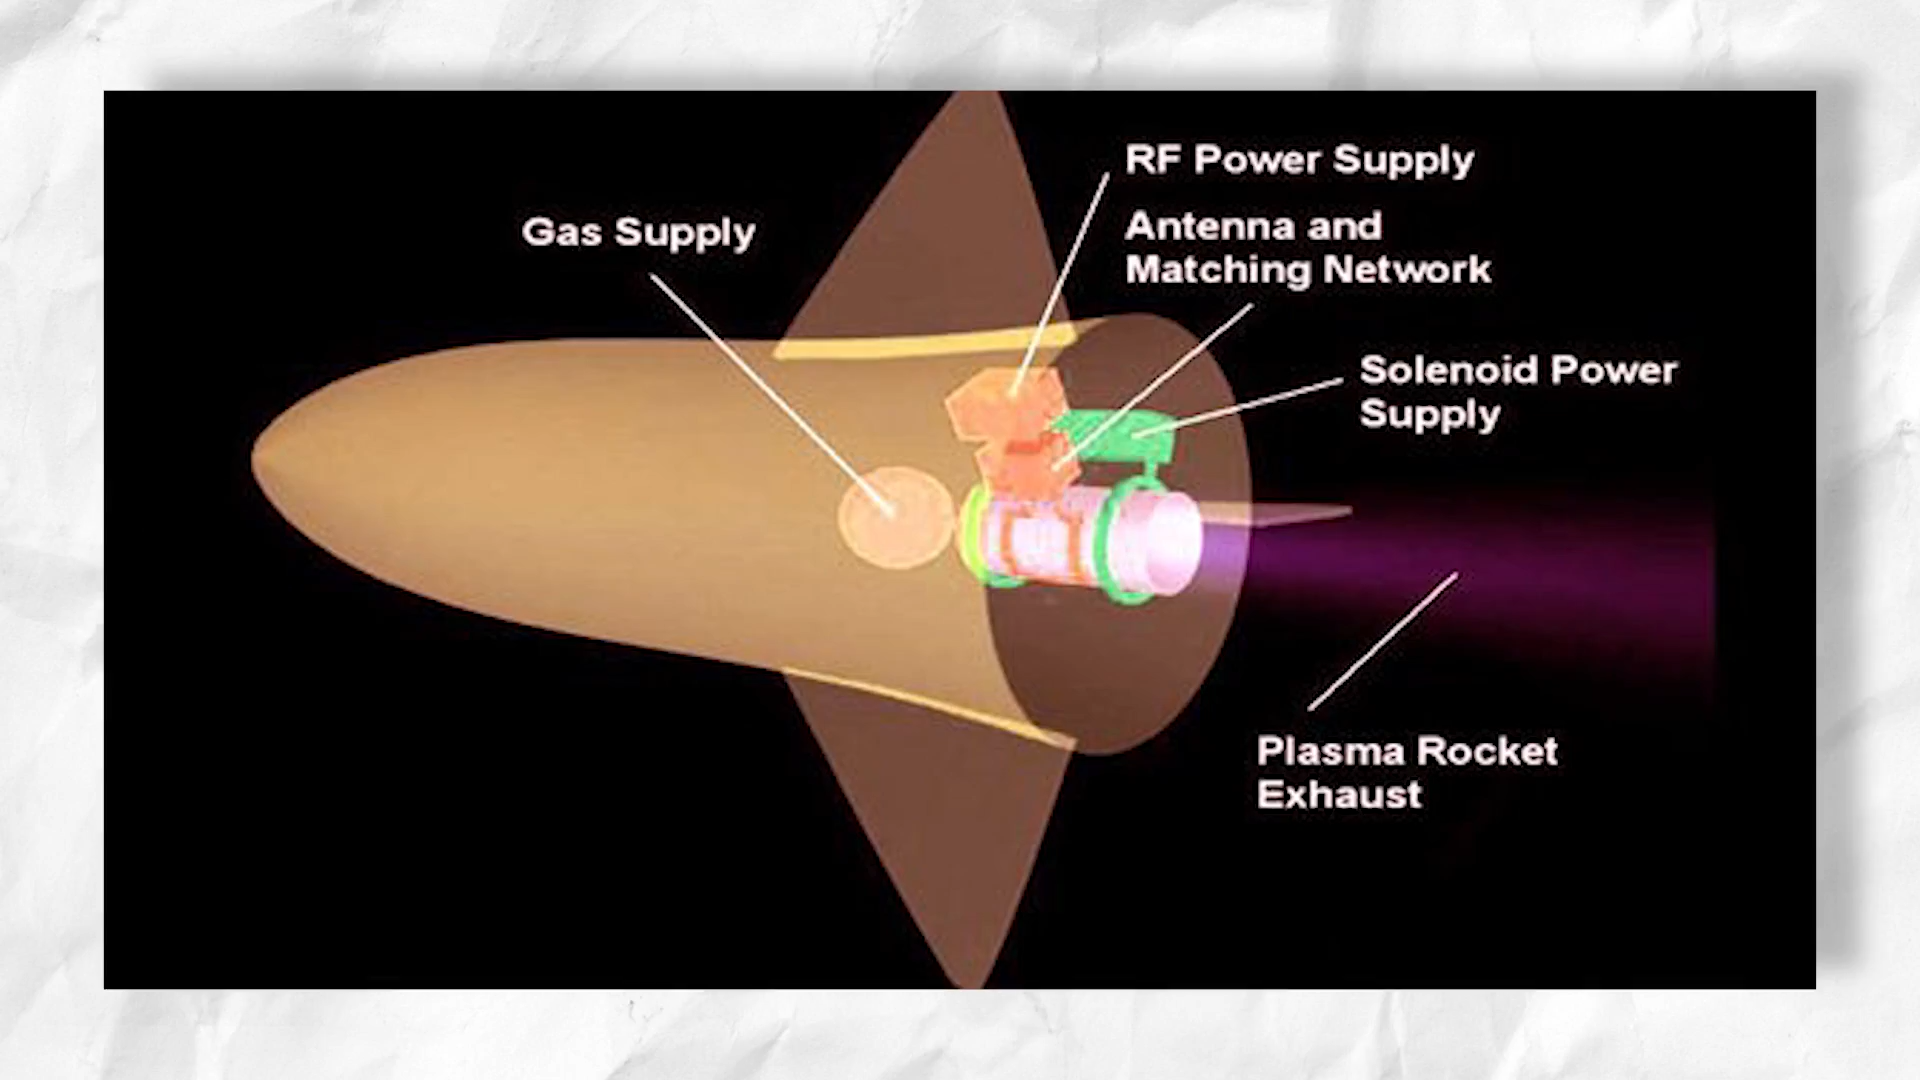 RF Power Supply
Gas Supply
Antenna and
Matching Network
Solenoid Power
Supply
Plasma Rocket
Exhaust